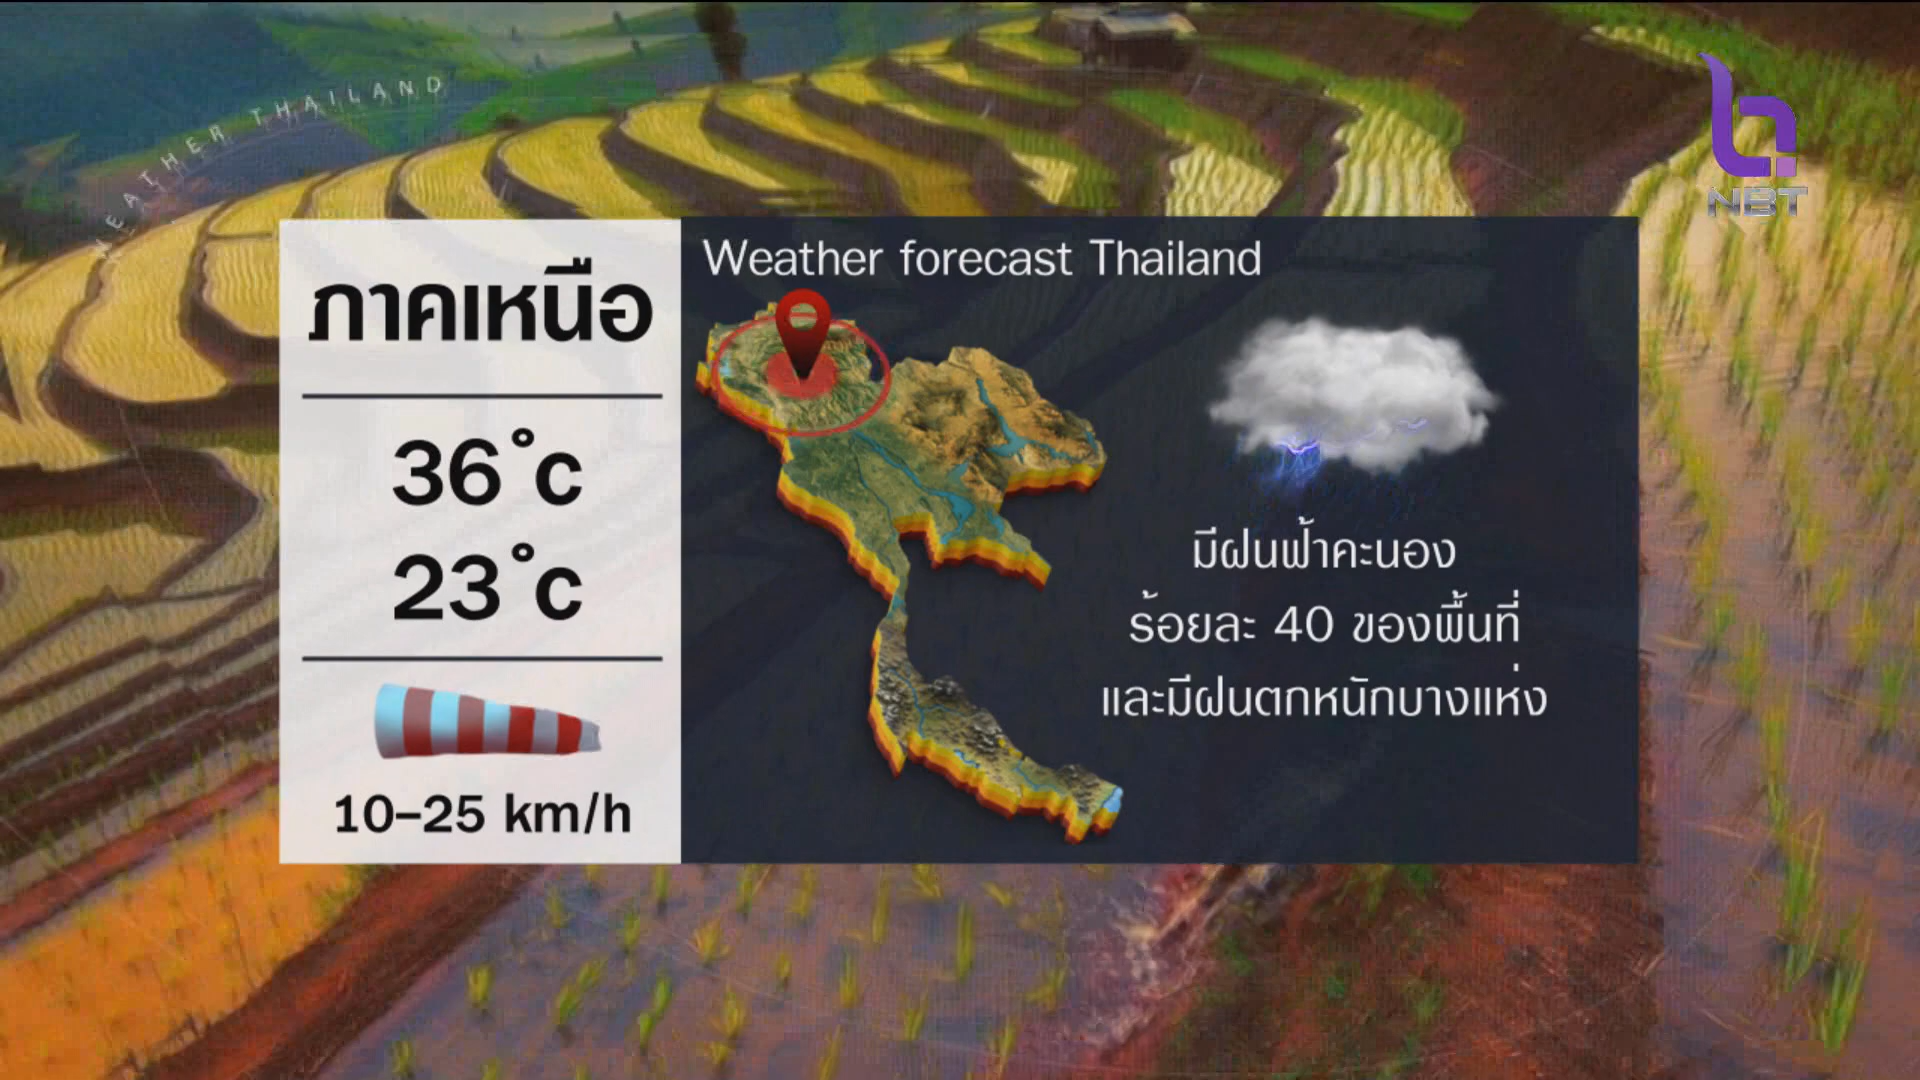 WEATHER THAILAND
NBT
ภาคเหนือ
36°c
23°c
10–25 km/h
Weather forecast Thailand
มีฝนฟ้าคะนอง
ร้อยละ 40 ของพื้นที่
และมีฝนตกหนักบางแห่ง